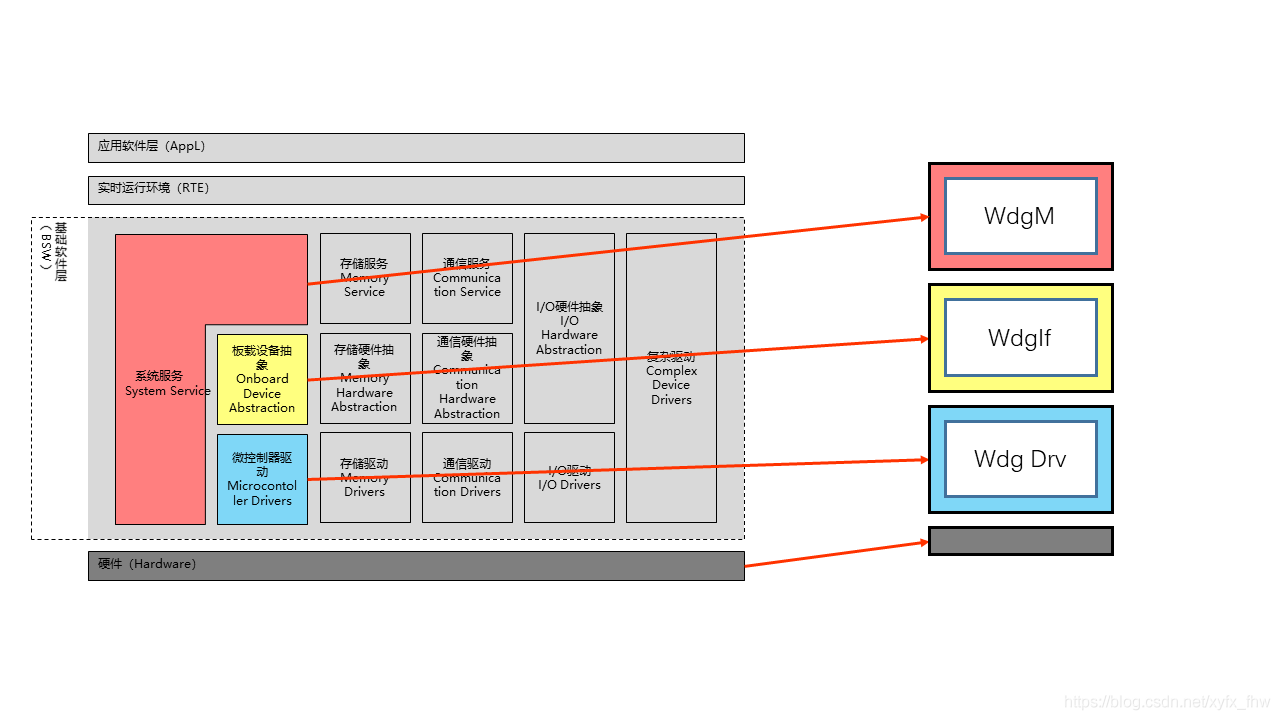 应用软件层（AppL）
实时运行环境（RTE）
基础软件层
（BSW）
系统服务
System Service
板载设备抽
象
Onboard
Device
Abstraction
微控制器驱
动
Microcontol
ler Drivers
存储服务
Memory
Service
存储硬件抽
象
Memory
Hardware
Abstraction
存储驱动
Memory
Drivers
通信服务
Communica
tion Service
通信硬件抽
象
Communica
tion
Hardware
Abstraction
通信驱动
Communica
tion Drivers
I/O硬件抽象
I/O
Hardware
Abstraction
I/O驱动
I/O Drivers
复杂驱动
Complex
Device
Drivers
硬件（Hardware）
WdgM
WdgIf
Wdg Drv
https://blog.csdn.net/xyfx_fhw